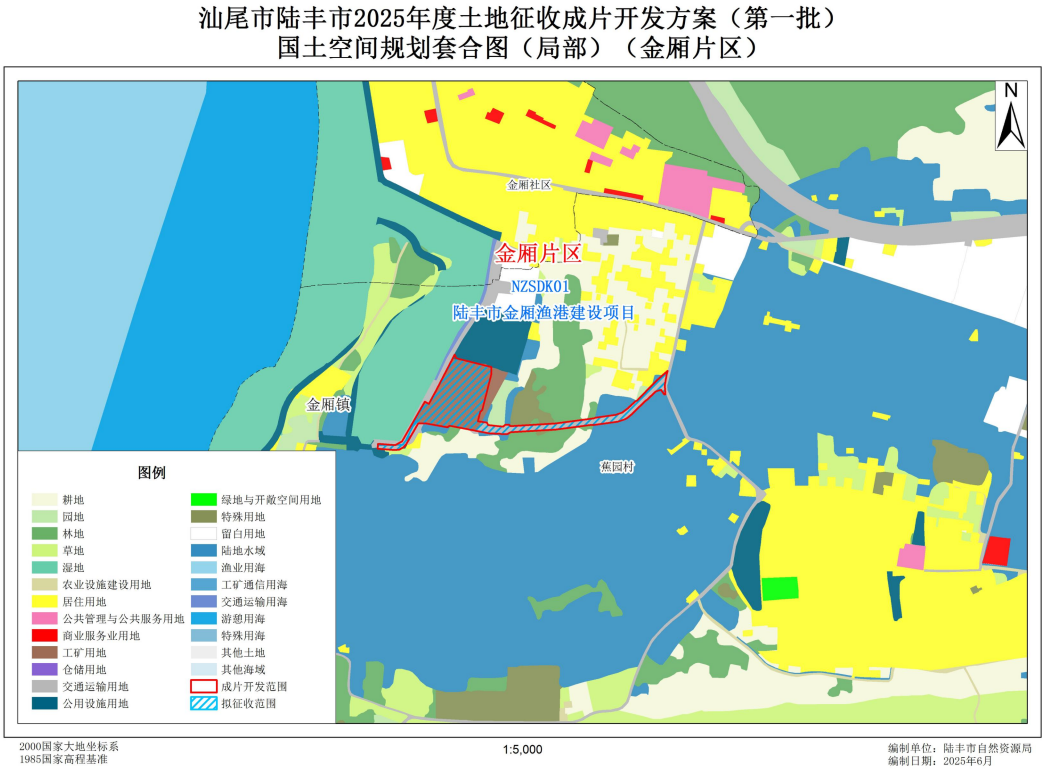 汕尾市陆丰市2025年度土地征收成片开发方案（第一批）
国土空间规划套合图（局部）（金厢片区）
N
金厢社区
金厢片区
NZSDK01
陆丰市金厢渔港建设项目
金厢镇
蕉园村
图例
耕地
园地
林地
草地
湿地
农业设施建设用地
居住用地
公共管理与公共服务用地
商业服务业用地
工矿用地
仓储用地
交通运输用地
公用设施用地
绿地与开敞空间用地
特殊用地
留白用地
陆地水域
渔业用海
工矿通信用海
交通运输用海
游憩用海
特殊用海
其他土地
其他海域
成片开发范围
拟征收范围
2000国家大地坐标系
1985国家高程基准
1:5,000
编制单位：陆丰市自然资源局
编制日期：2025年6月